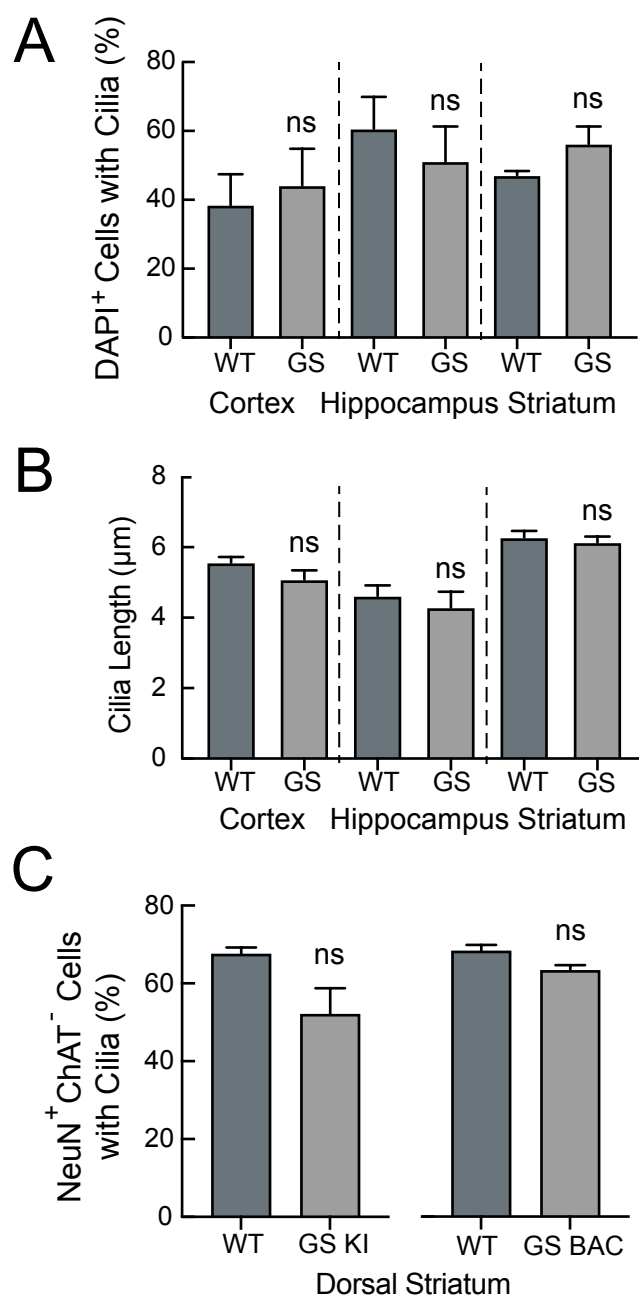 A
DAPI⁺ Cells with Cilia (%)
80
60
40
20
0
ns
ns
ns
WT GS WT GS WT GS
Cortex Hippocampus Striatum
B
Cilia Length (μm)
8
6
4
2
0
ns
ns
ns
WT GS WT GS WT GS
Cortex Hippocampus Striatum
C
NeuN⁺ChAT⁻ Cells
with Cilia (%)
80
60
40
20
0
ns
ns
WT GS KI WT GS BAC
Dorsal Striatum